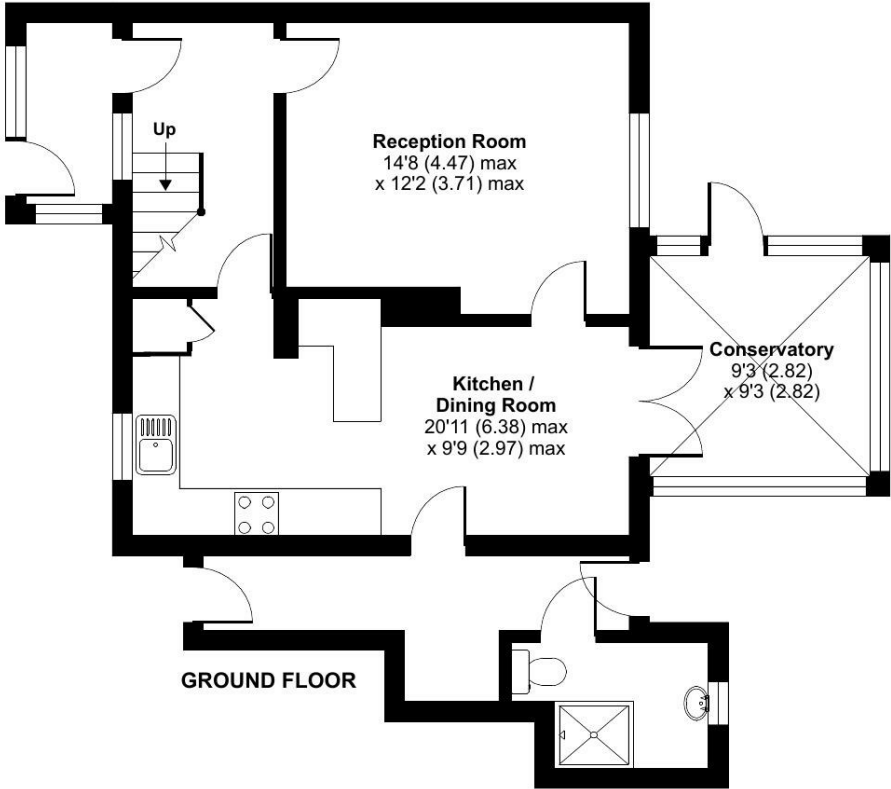 Up
Reception Room
14'8 (4.47) max
x 12'2 (3.71) max
Conservatory
9'3 (2.82)
x 9'3 (2.82)
Kitchen /
Dining Room
20'11 (6.38) max
x 9'9 (2.97) max
GROUND FLOOR